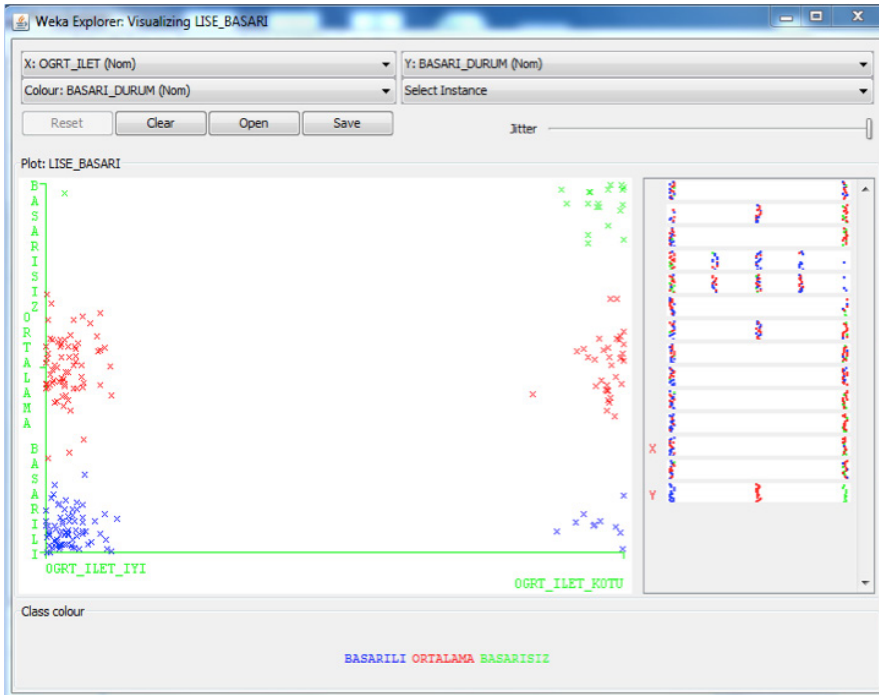 Weka Explorer: Visualizing LISE_BASARI
X: OGRT_ILET (Nom)
Y: BASARI_DURUM (Nom)
Colour: BASARI_DURUM (Nom)
Select Instance
Reset Clear Open Save Jitter
Plot: LISE_BASARI
BASARISIZ
ORTALAMA
BASARILI
OGRT_ILET_IYI
OGRT_ILET_KOTU
X
Y
Class colour
BASARILI ORTALAMA BASARISIZ